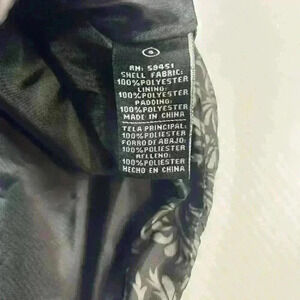 RN: 59451
SHELL FABRIC:
100%POLYESTER
LINING:
100%POLYESTER
PADDING:
100%POLYESTER
MADE IN CHINA
TELA PRINCIPAL:
100%POLIESTER
FORRO DE ABAJO:
100%POLIESTER
RELLENO:
100%POLIESTER
HECHO EN CHINA